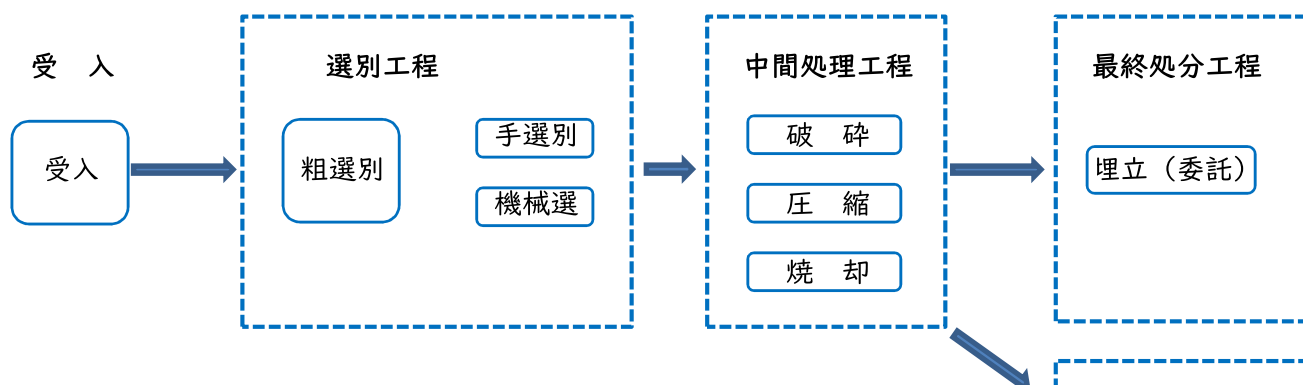 受　入
選別工程
中間処理工程
最終処分工程
受入
粗選別
手選別
機械選
破　砕
圧　縮
焼　却
埋立（委託）